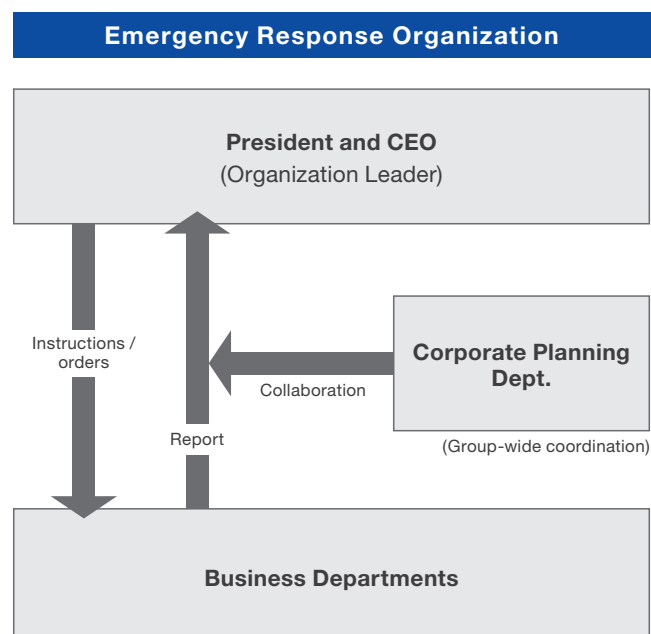 Emergency Response Organization
President and CEO
(Organization Leader)
Instructions /
orders
Corporate Planning
Dept.
Collaboration
Report
(Group-wide coordination)
Business Departments